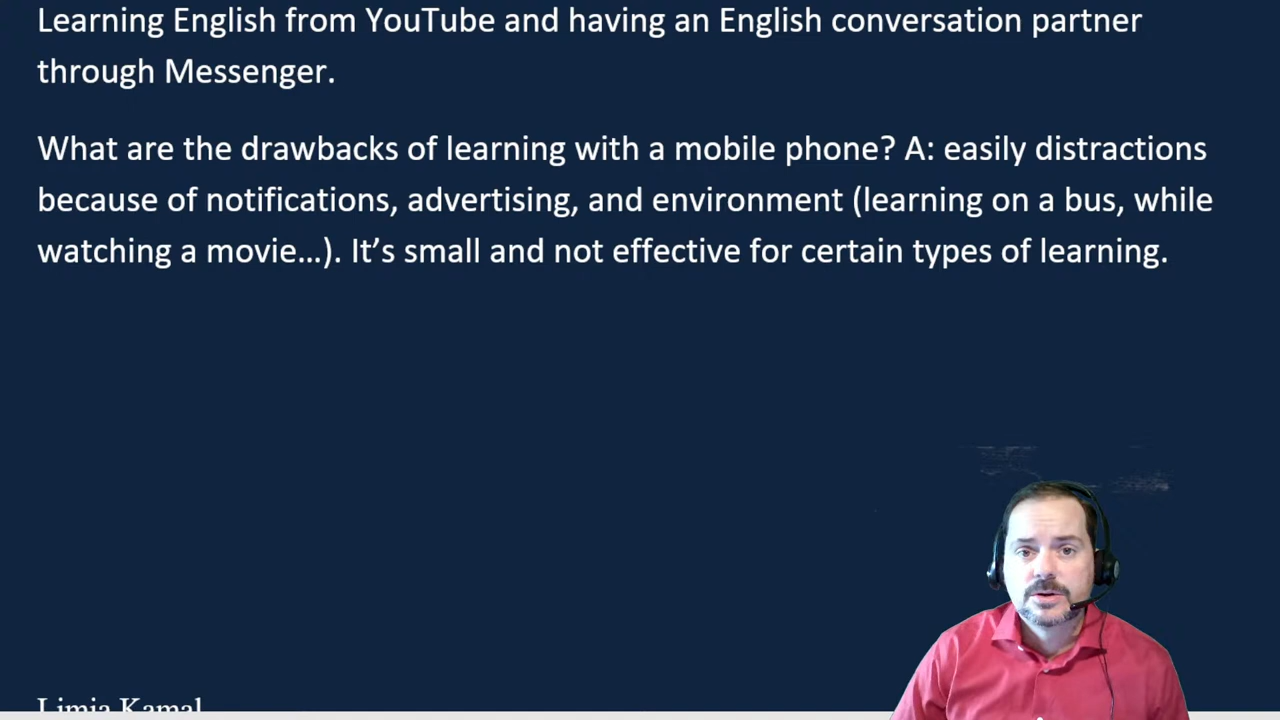 Learning English from YouTube and having an English conversation partner
through Messenger.
What are the drawbacks of learning with a mobile phone? A: easily distractions
because of notifications, advertising, and environment (learning on a bus, while
watching a movie…). It’s small and not effective for certain types of learning.
Limia Kamal